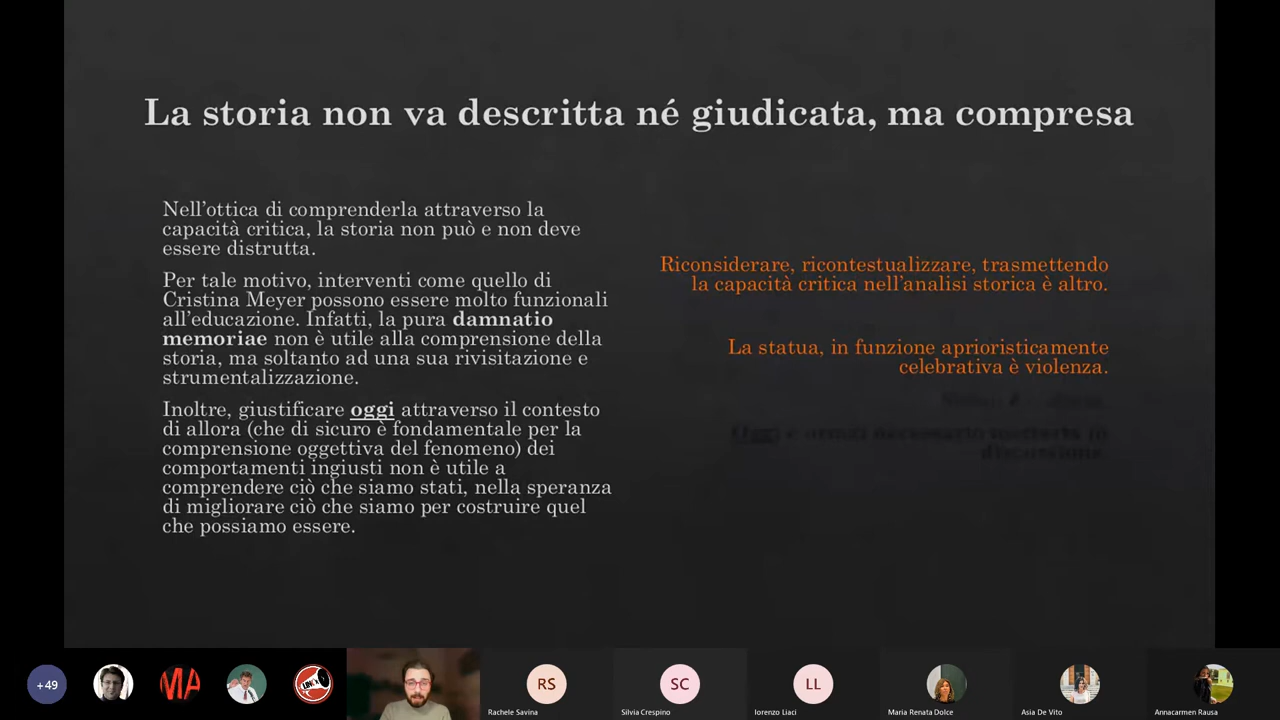 La storia non va descritta né giudicata, ma compresa
Nell'ottica di comprenderla attraverso la
capacità critica, la storia non può e non deve
essere distrutta.
Per tale motivo, interventi come quello di
Cristina Meyer possono essere molto funzionali
all'educazione. Infatti, la pura damnatio
memoriae non è utile alla comprensione della
storia, ma soltanto ad una sua rivisitazione e
strumentalizzazione.
Inoltre, giustificare oggi attraverso il contesto
di allora (che di sicuro è fondamentale per la
comprensione oggettiva del fenomeno) dei
comportamenti ingiusti non è utile a
comprendere ciò che siamo stati, nella speranza
di migliorare ciò che siamo per costruire quel
che possiamo essere.
Riconsiderare, ricontestualizzare, trasmettendo
la capacità critica nell'analisi storica è altro.
La statua, in funzione aprioristicamente
celebrativa è violenza.
+49
MA
RS
Rachele Savina
SC
Silvia Crespino
LL
lorenzo Liaci
Maria Renata Dolce
Asia De Vito
Annacarmen Rausa